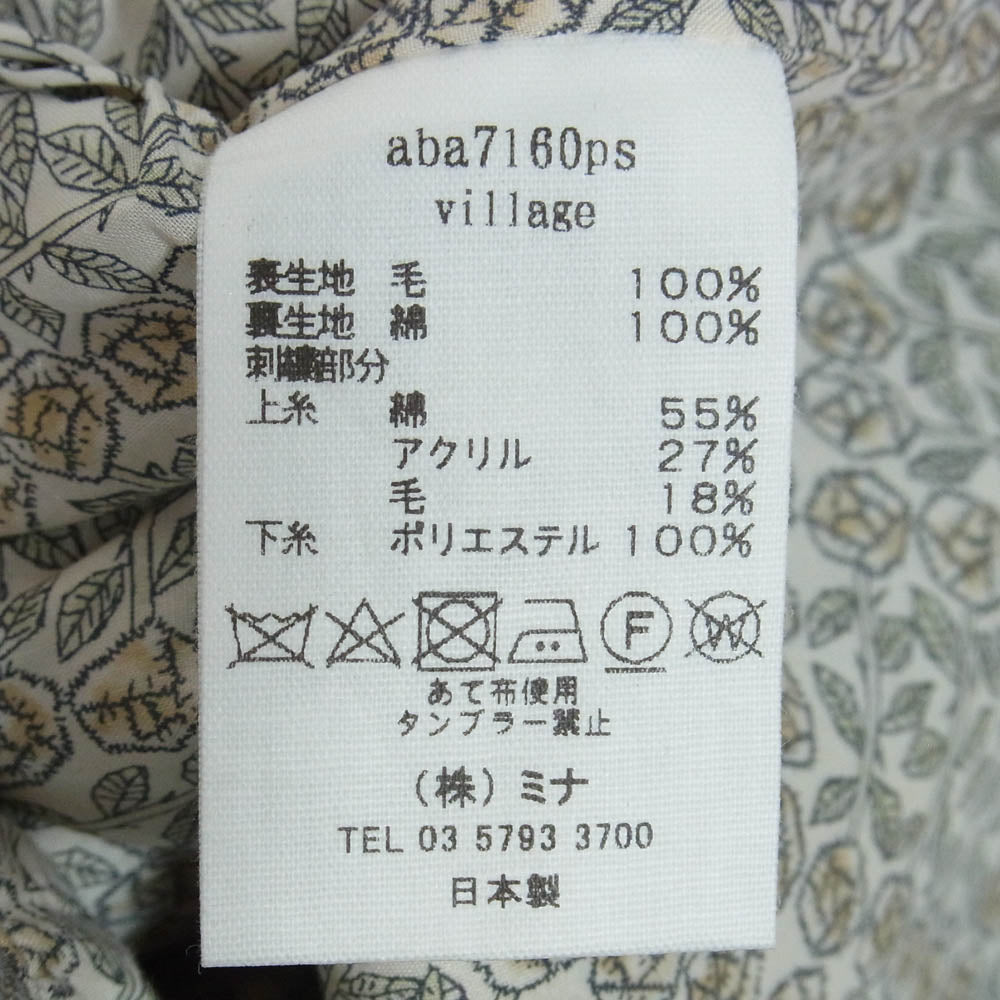 aba7160ps
village
表生地 毛 100%
裏生地 綿 100%
刺繍部分
上糸 綿 55%
アクリル 27%
毛 18%
下糸 ポリエステル 100%
F W
あて布使用
タンブラー禁止
(株)ミナ
TEL 03 5793 3700
日本製